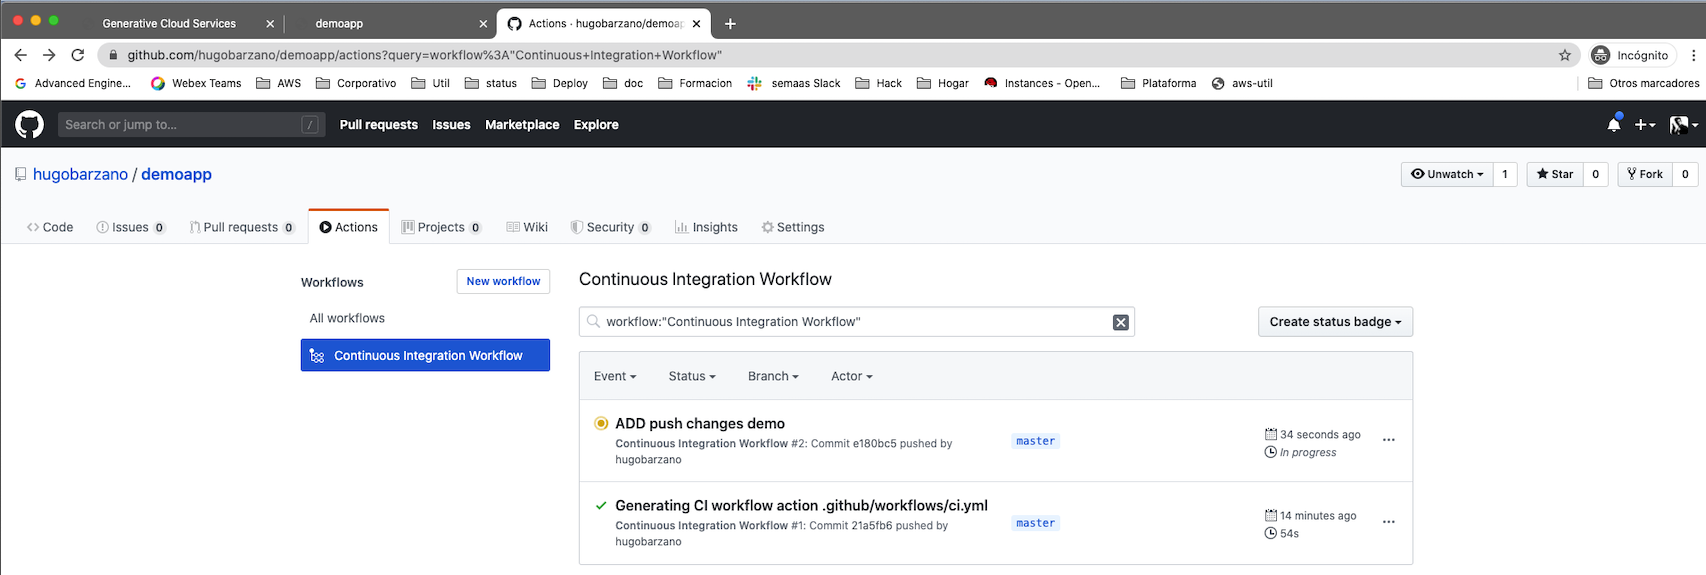 Generative Cloud Services
demoapp
Actions · hugobarzano/demoap
github.com/hugobarzano/demoapp/actions?query=workflow%3A"Continuous+Integration+Workflow"
Incógnito
Advanced Engine... Webex Teams AWS Corporativo Util status Deploy doc Formacion semaas Slack Hack Hogar Instances - Open... Plataforma aws-util Otros marcadores
Search or jump to... / Pull requests Issues Marketplace Explore
hugobarzano / demoapp
Unwatch 1 Star 0 Fork 0
Code Issues 0 Pull requests 0 Actions Projects 0 Wiki Security 0 Insights Settings
Workflows New workflow
All workflows
Continuous Integration Workflow
Continuous Integration Workflow
workflow:"Continuous Integration Workflow"
Create status badge
Event Status Branch Actor
ADD push changes demo
Continuous Integration Workflow #2: Commit e180bc5 pushed by
hugobarzano
master
34 seconds ago
In progress
Generating CI workflow action .github/workflows/ci.yml
Continuous Integration Workflow #1: Commit 21a5fb6 pushed by
hugobarzano
master
14 minutes ago
54s